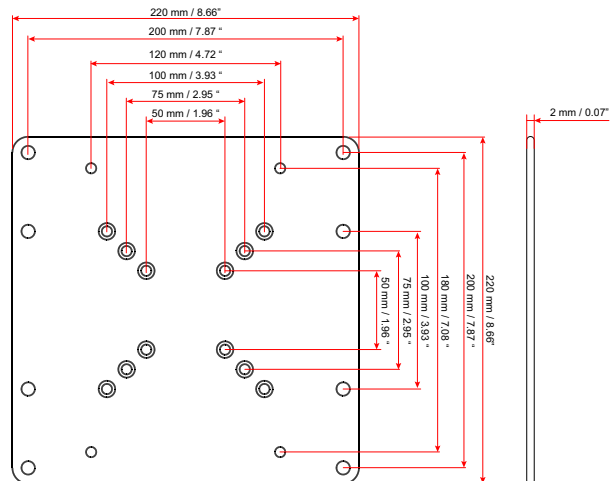 220 mm / 8.66"
200 mm / 7.87 "
120 mm / 4.72 "
100 mm / 3.93 "
75 mm / 2.95 "
50 mm / 1.96 "
2 mm / 0.07"
50 mm / 1.96 "
75 mm / 2.95 "
100 mm / 3.93 "
180 mm / 7.08 "
200 mm / 7.87 "
220 mm / 8.66"